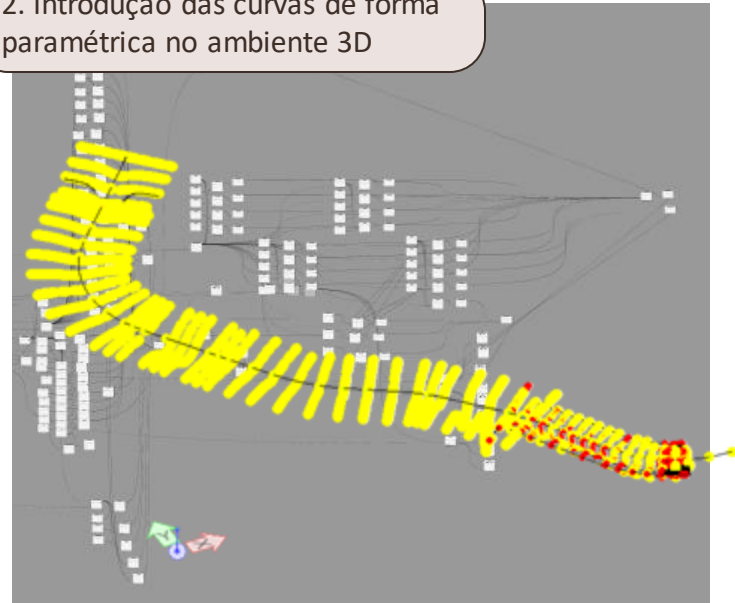 2. Introdução das curvas de forma
paramétrica no ambiente 3D